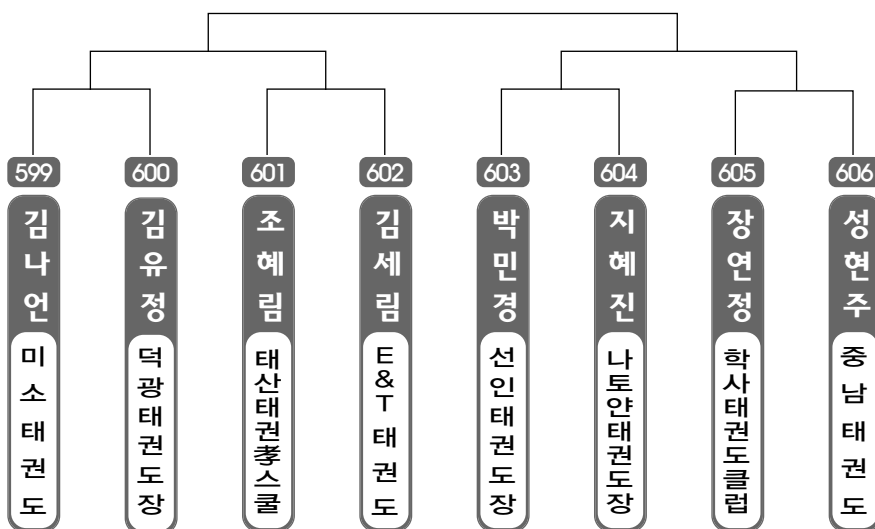 599
김나언
미소태권도
600
김유정
덕광태권도장
601
조혜림
태산태권孝스쿨
602
김세림
E&T태권도
603
박민경
선인태권도장
604
지혜진
나토얀태권도장
605
장연정
학사태권도클럽
606
성현주
중남태권도